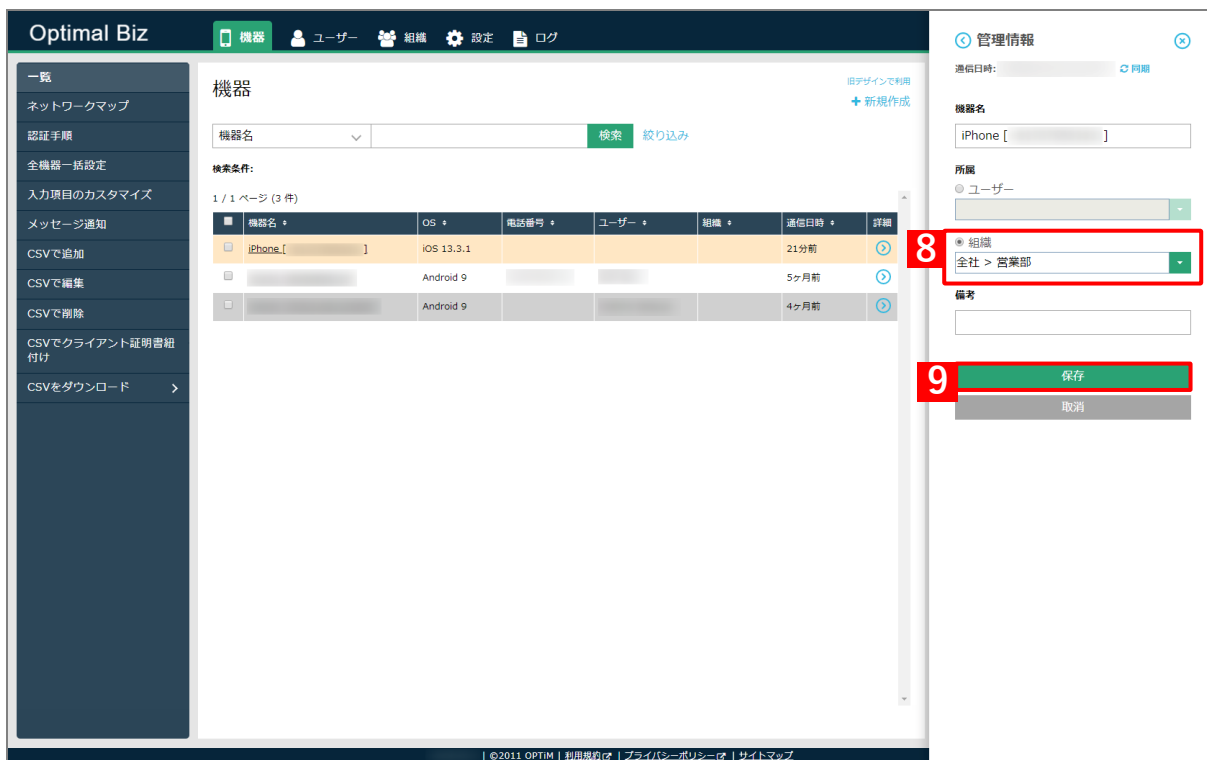 Optimal Biz
機器
ユーザー
組織
設定
ログ
一覧
ネットワークマップ
認証手順
全機器一括設定
入力項目のカスタマイズ
メッセージ通知
CSVで追加
CSVで編集
CSVで削除
CSVでクライアント証明書紐
付け
CSVをダウンロード
機器
旧デザインで利用
新規作成
機器名
検索
絞り込み
検索条件:
1 / 1 ページ (3 件)
機器名 OS 電話番号 ユーザー 組織 通信日時 詳細
iPhone [ ] iOS 13.3.1 21分前
Android 9 5ヶ月前
Android 9 4ヶ月前
管理情報
通信日時: 同期
機器名
iPhone [ ]
所属
ユーザー
8
組織
全社 > 営業部
備考
9
保存
取消
| ©2011 OPTiM | 利用規約 | プライバシーポリシー | サイトマップ